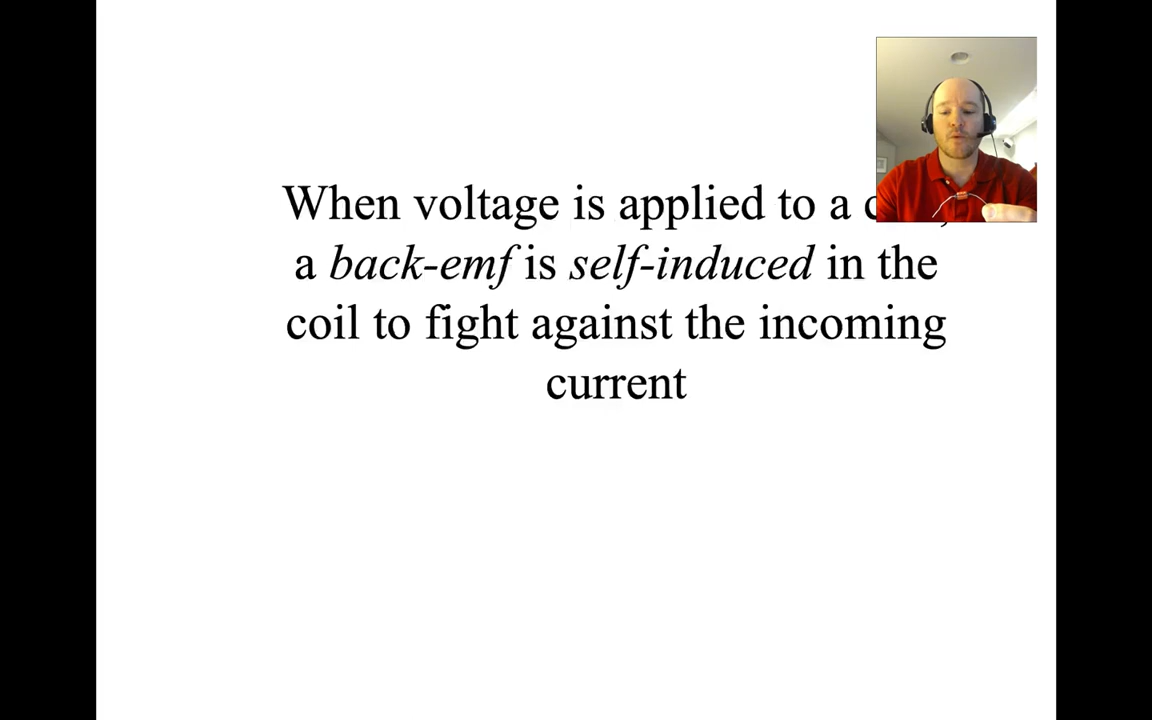 When voltage is applied to a
a back-emf is self-induced in the
coil to fight against the incoming
current